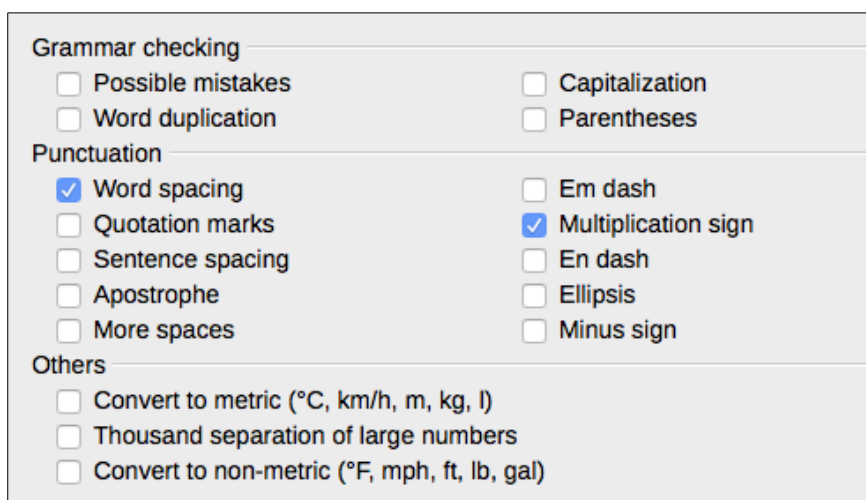 Grammar checking
Possible mistakes
Capitalization
Word duplication
Parentheses
Punctuation
Word spacing
Em dash
Quotation marks
Multiplication sign
Sentence spacing
En dash
Apostrophe
Ellipsis
More spaces
Minus sign
Others
Convert to metric (°C, km/h, m, kg, l)
Thousand separation of large numbers
Convert to non-metric (°F, mph, ft, lb, gal)